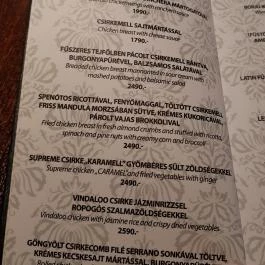 1990.-
CSIRKEMELL SAJTMÁRTÁSSAL
Chicken breast with cheese sauce
1790.-
FŰSZERES TEJFÖLBEN PÁCOLT CSIRKEMELL RÁNTVA,
BURGONYAPÜRÉVEL, BALZSAMOS SALÁTÁVAL
Breaded chicken breast marinated in sour cream with
mashed potatoes and balsamic salad
2490.-
SPENÓTOS RICOTTÁVAL, FENYŐMAGGAL, TÖLTÖTT CSIRKEMELL
FRISS MANDULA MORZSÁBAN SÜTVE, KRÉMES KUKORICÁVAL,
PÁROLT VAJAS BROKKOLIVAL
Fried chicken breast in fresh almond crumbs and stuffed with ricotta,
spinach and pine nuts with creamy corn and broccoli
2490.-
SUPREME CSIRKE „KARAMELL” GYÖMBÉRES SÜLT ZÖLDSÉGEKKEL
Supreme chicken „CARAMEL” and fried vegetables with ginger
2490.-
VINDALOO CSIRKE JÁZMINRIZZSEL
ROPOGÓS SZALMAZÖLDSÉGEKKEL
Vindaloo chicken with jasmine rice and crispy dried vegetables
2590.-
GÖNGYÖLT CSIRKECOMB FILÉ SERRANO SONKÁVAL TÖLTVE,
KRÉMES KECSKESAJT MÁRTÁSSAL, BURGONYAPÜRÉVEL
LATIN